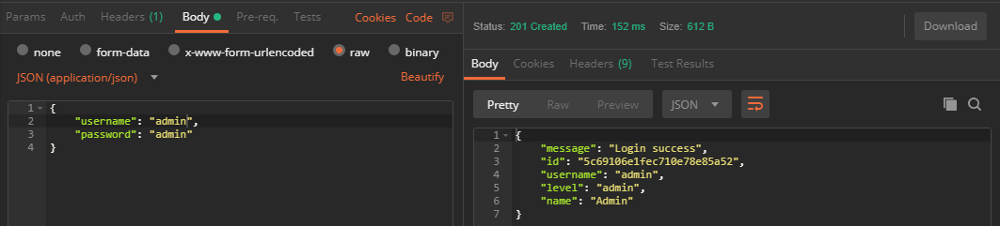 Params Auth Headers (1) Body Pre-req. Tests Cookies Code
none form-data x-www-form-urlencoded raw binary
JSON (application/json) Beautify
1 {
2 "username": "admin",
3 "password": "admin"
4 }
Status: 201 Created Time: 152 ms Size: 612 B Download
Body Cookies Headers (9) Test Results
Pretty Raw Preview JSON
1 {
2 "message": "Login success",
3 "id": "5c69106e1fec710e78e85a52",
4 "username": "admin",
5 "level": "admin",
6 "name": "Admin"
7 }